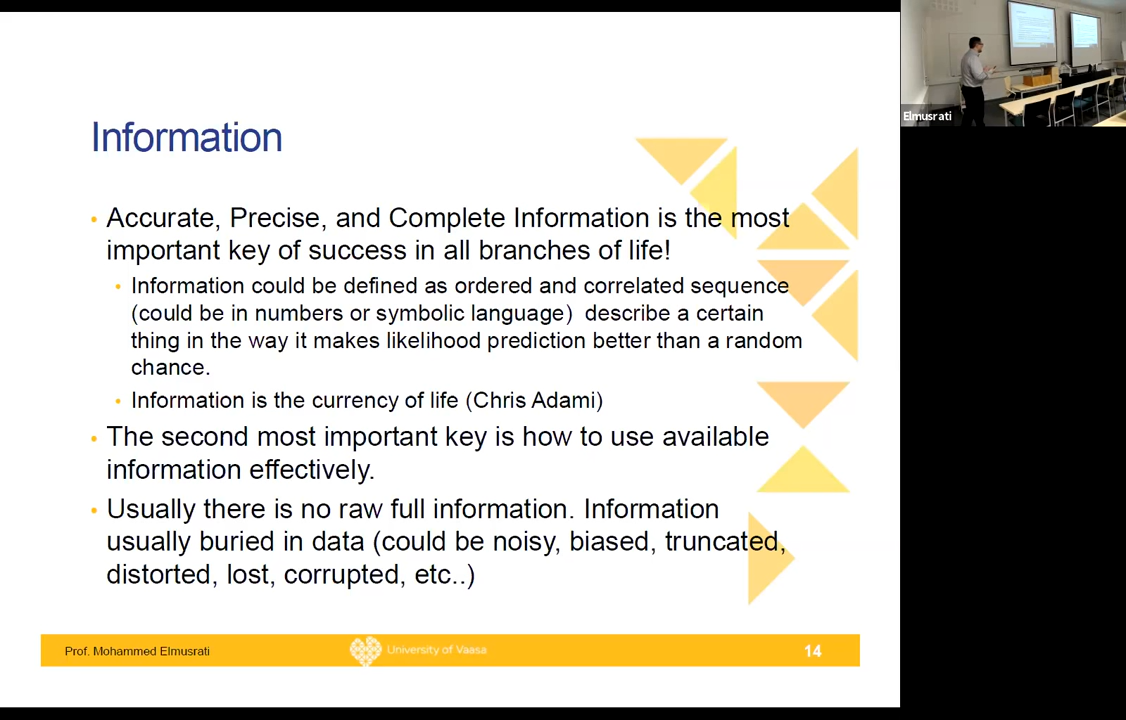 Information
• Accurate, Precise, and Complete Information is the most
important key of success in all branches of life!
• Information could be defined as ordered and correlated sequence
(could be in numbers or symbolic language) describe a certain
thing in the way it makes likelihood prediction better than a random
chance.
• Information is the currency of life (Chris Adami)
• The second most important key is how to use available
information effectively.
• Usually there is no raw full information. Information
usually buried in data (could be noisy, biased, truncated,
distorted, lost, corrupted, etc..)
Prof. Mohammed Elmusrati
University of Vaasa
14
Elmusrati